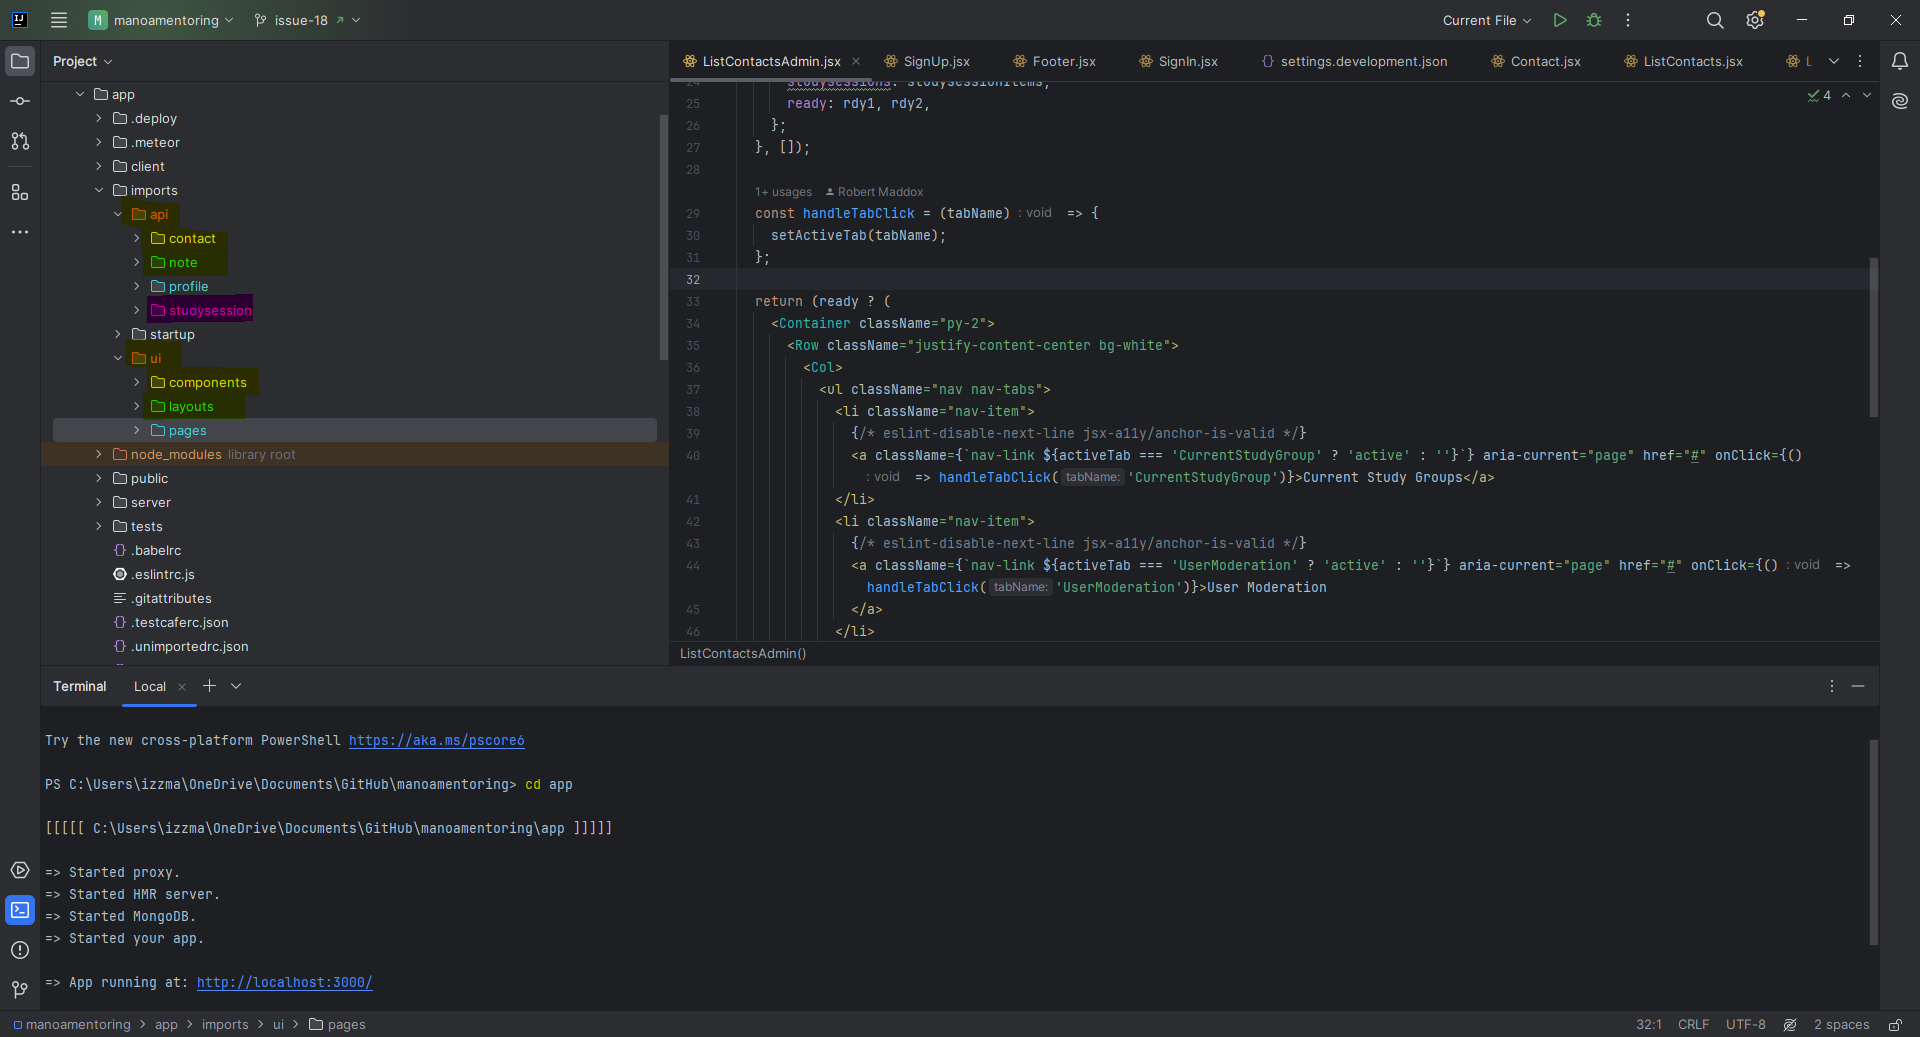 M manoamentoring issue-18
Current File
Project
app
.deploy
.meteor
client
imports
api
contact
note
profile
studysession
startup
ui
components
layouts
pages
node_modules library root
public
server
tests
.babelrc
.eslintrc.js
.gitattributes
.testcaferc.json
.unimportedrc.json
ListContactsAdmin.jsx SignUp.jsx Footer.jsx SignIn.jsx settings.development.json Contact.jsx ListContacts.jsx L
4
24 studysessions: studysessionItems,
25 ready: rdy1, rdy2,
26 };
27 }, []);
28
1+ usages Robert Maddox
29 const handleTabClick = (tabName) : void => {
30 setActiveTab(tabName);
31 };
32
33 return (ready ? (
34 <Container className="py-2">
35 <Row className="justify-content-center bg-white">
36 <Col>
37 <ul className="nav nav-tabs">
38 <li className="nav-item">
39 {/* eslint-disable-next-line jsx-a11y/anchor-is-valid */}
40 <a className={`nav-link ${activeTab === 'CurrentStudyGroup' ? 'active' : ''}`} aria-current="page" href="#" onClick={()
: void => handleTabClick( tabName: 'CurrentStudyGroup')}>Current Study Groups</a>
41 </li>
42 <li className="nav-item">
43 {/* eslint-disable-next-line jsx-a11y/anchor-is-valid */}
44 <a className={`nav-link ${activeTab === 'UserModeration' ? 'active' : ''}`} aria-current="page" href="#" onClick={() : void =>
handleTabClick( tabName: 'UserModeration')}>User Moderation
45 </a>
46 </li>
ListContactsAdmin()
Terminal Local
Try the new cross-platform PowerShell https://aka.ms/pscore6
PS C:\Users\izzma\OneDrive\Documents\GitHub\manoamentoring> cd app
[[[[[ C:\Users\izzma\OneDrive\Documents\GitHub\manoamentoring\app ]]]]]
=> Started proxy.
=> Started HMR server.
=> Started MongoDB.
=> Started your app.
=> App running at: http://localhost:3000/
manoamentoring > app > imports > ui > pages
32:1 CRLF UTF-8 2 spaces